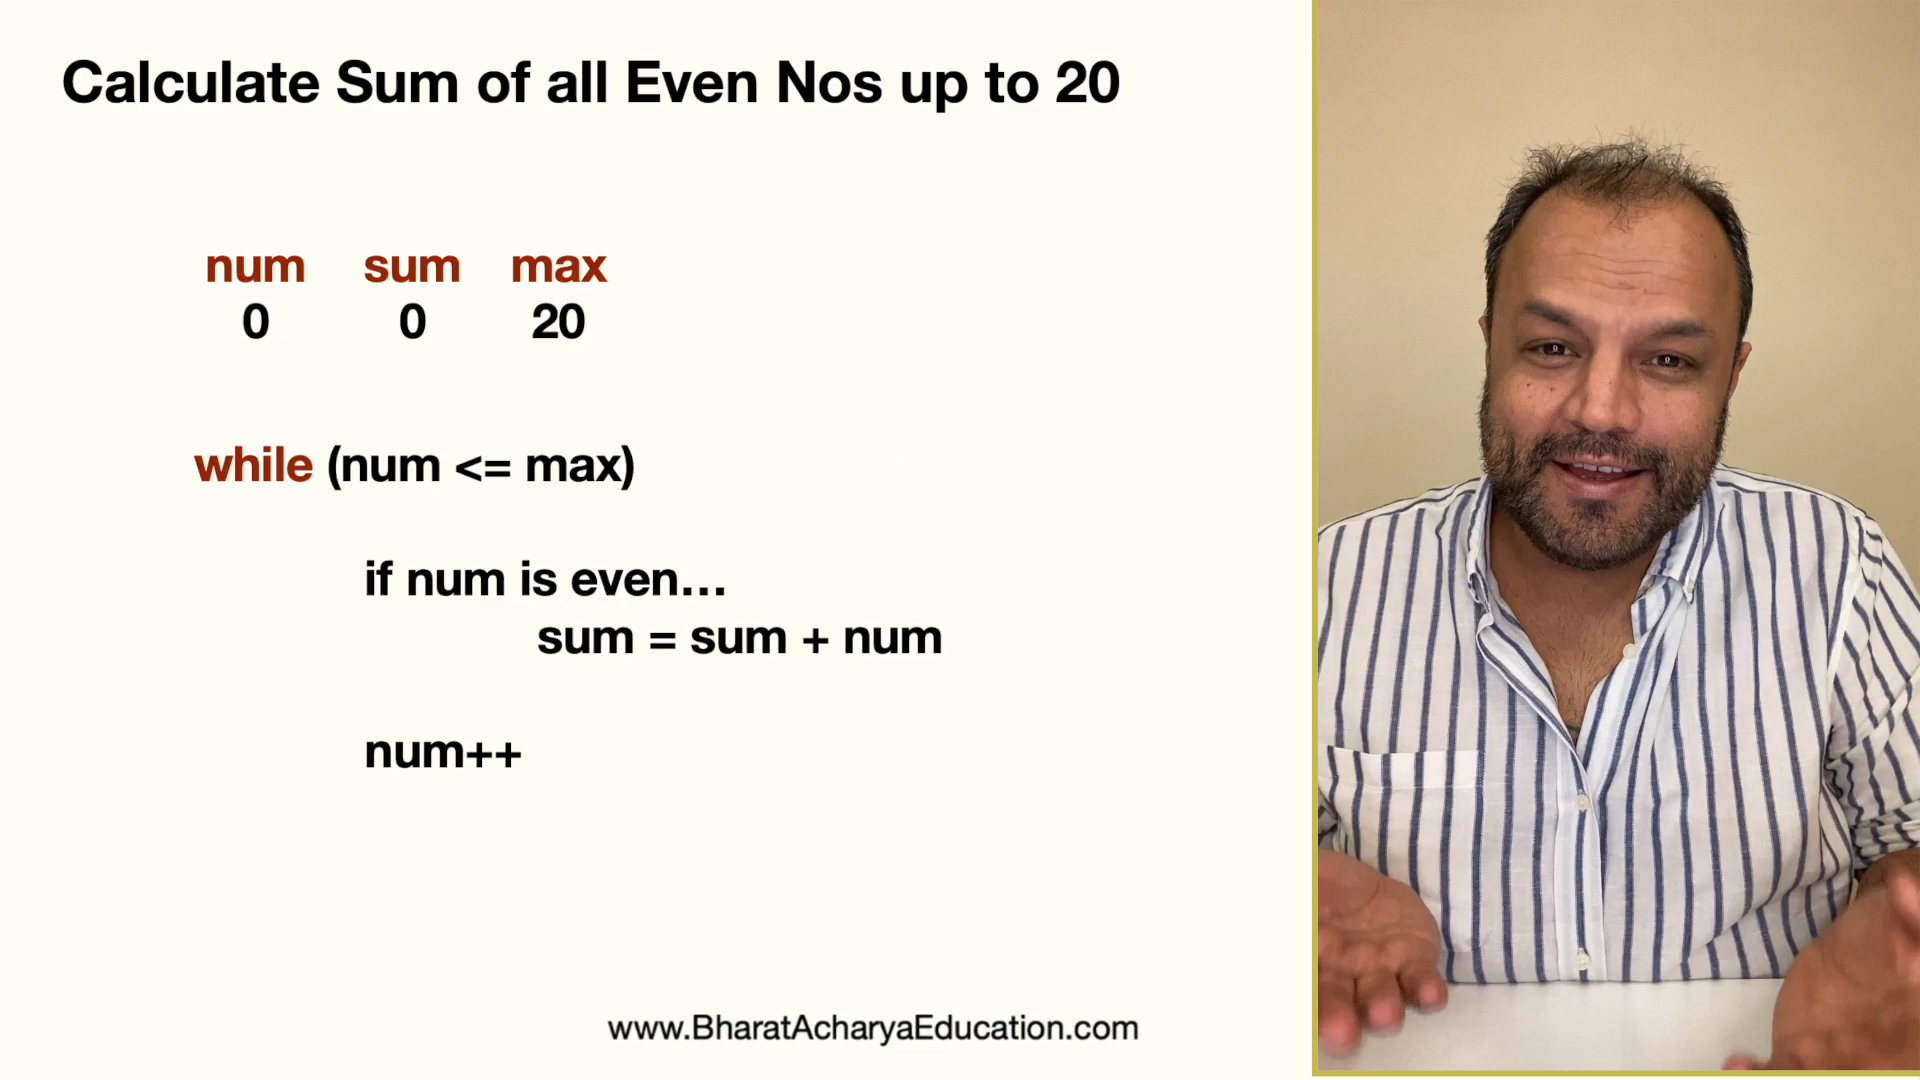 Calculate Sum of all Even Nos up to 20
num sum max
0 0 20
while (num <= max)
if num is even…
sum = sum + num
num++
www.BharatAcharyaEducation.com